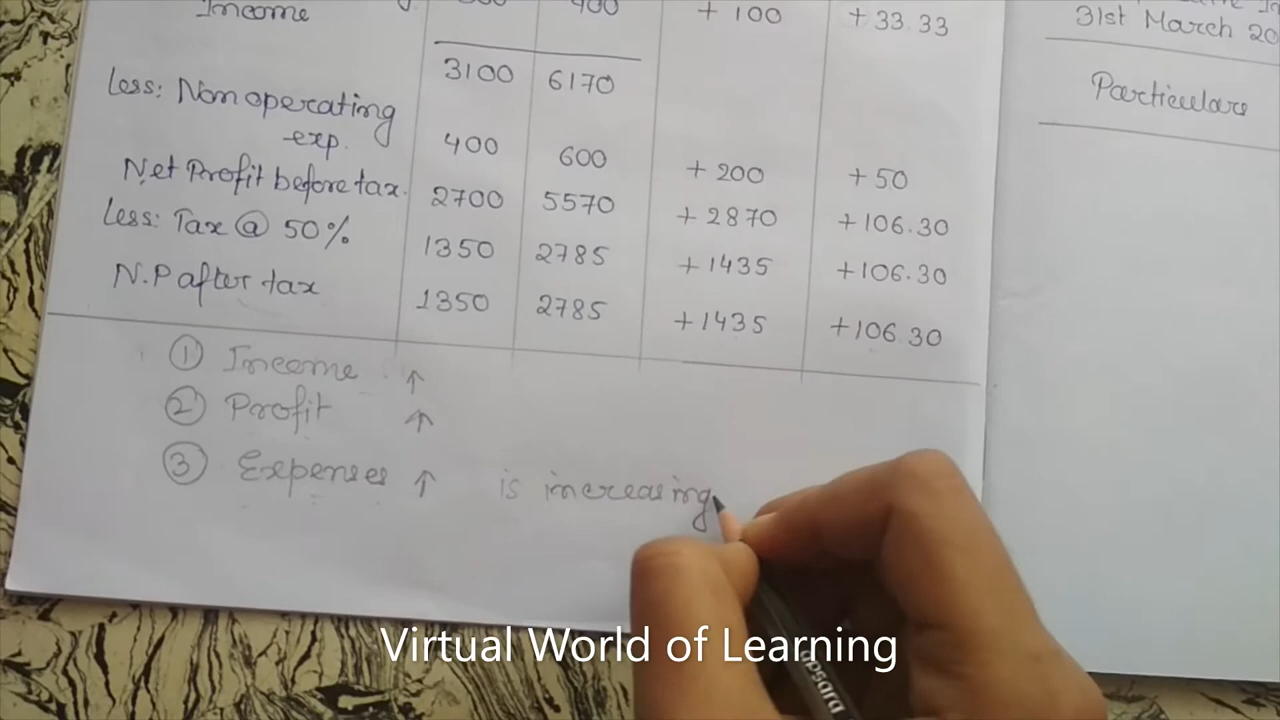 Income 400 + 100 + 33.33
3100 6170
Less: Nonoperating
exp. 400 600 + 200 + 50
Net Profit before tax. 2700 5570 + 2870 + 106.30
Less: Tax @ 50% 1350 2785 + 1435 + 106.30
N.P after tax 1350 2785 + 1435 + 106.30
① Income ↑
② Profit ↑
③ Expenses ↑ is increasing
31st March 20
Particulars
apsara
Virtual World of Learning